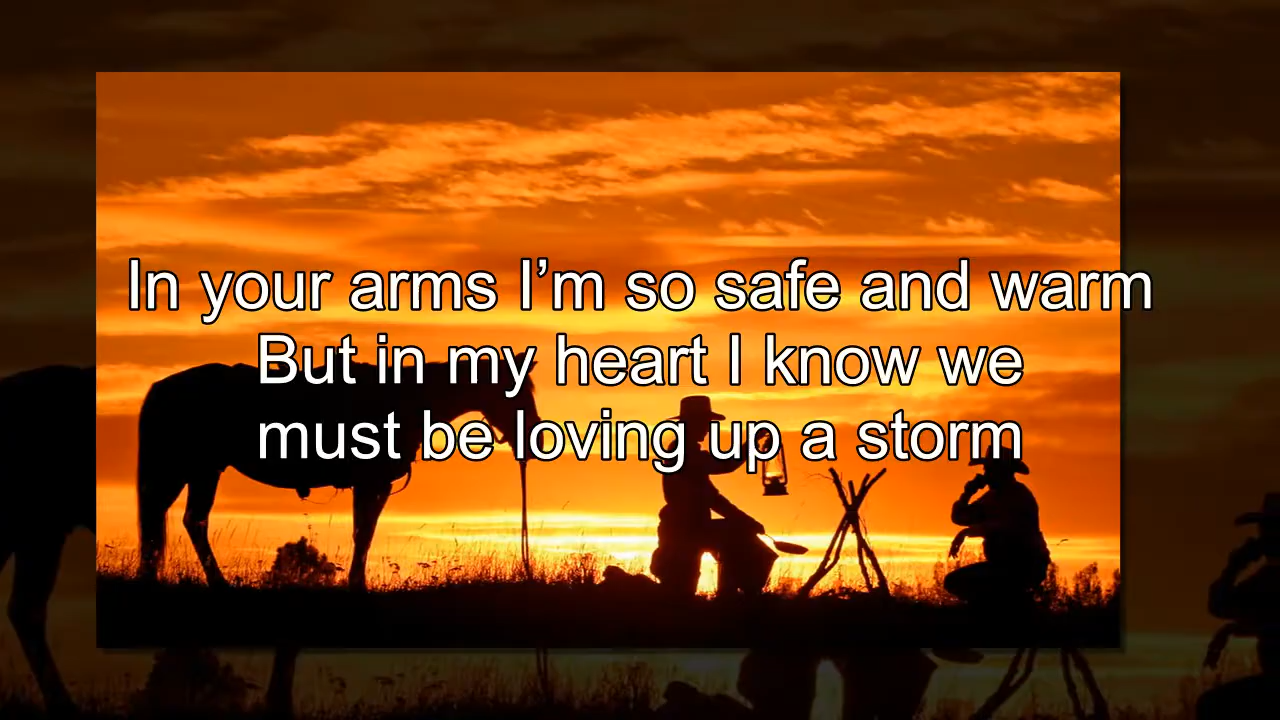 In your arms I’m so safe and warm
But in my heart I know we
must be loving up a storm